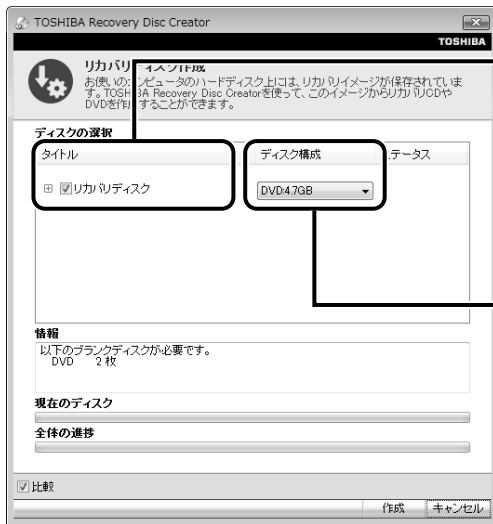 TOSHIBA Recovery Disc Creator
TOSHIBA
リカバリ ィスク作成
お使いの ンピュータのハードディスク上には、リカバリイメージが保存されていま
す。TOSH BA Recovery Disc Creatorを使って、このイメージからリカバリCDや
DVDを作 することができます。
ディスクの選択
タイトル ディスク構成 テータス
リカバリディスク DVD:4.7GB
情報
以下のブランクディスクが必要です。
DVD 2 枚
現在のディスク
全体の進捗
比較
作成 キャンセル